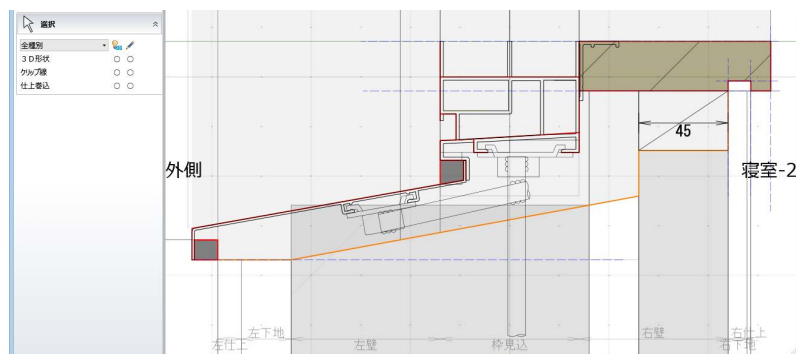 選択
全種別
３Ｄ形状
クリップ縁
仕上巻込
45
外側
寝室-2
左下地
左仕上
左壁
枠見込
右壁
右仕上
右下地